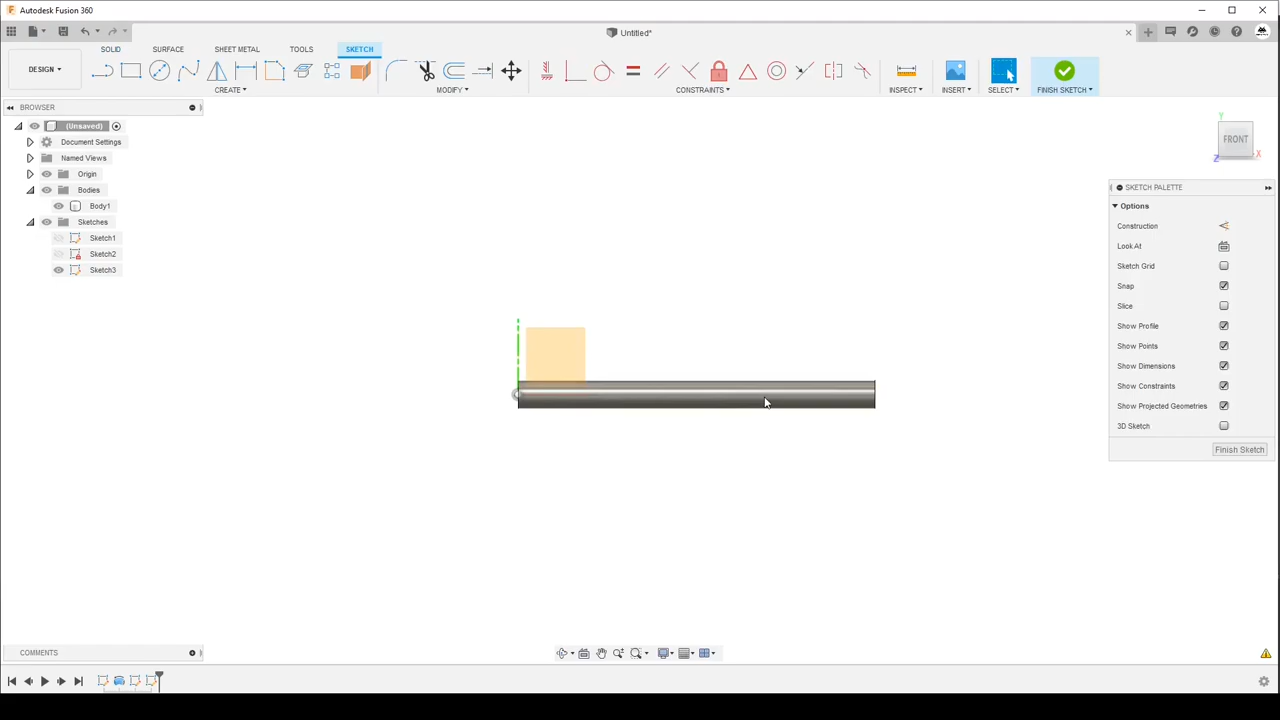 Autodesk Fusion 360
Untitled*
DESIGN
SOLID
SURFACE
SHEET METAL
TOOLS
SKETCH
CREATE
MODIFY
CONSTRAINTS
INSPECT
INSERT
SELECT
FINISH SKETCH
BROWSER
(Unsaved)
Document Settings
Named Views
Origin
Bodies
Body1
Sketches
Sketch1
Sketch2
Sketch3
Y
FRONT
X
Z
SKETCH PALETTE
Options
Construction
Look At
Sketch Grid
Snap
Slice
Show Profile
Show Points
Show Dimensions
Show Constraints
Show Projected Geometries
3D Sketch
Finish Sketch
COMMENTS